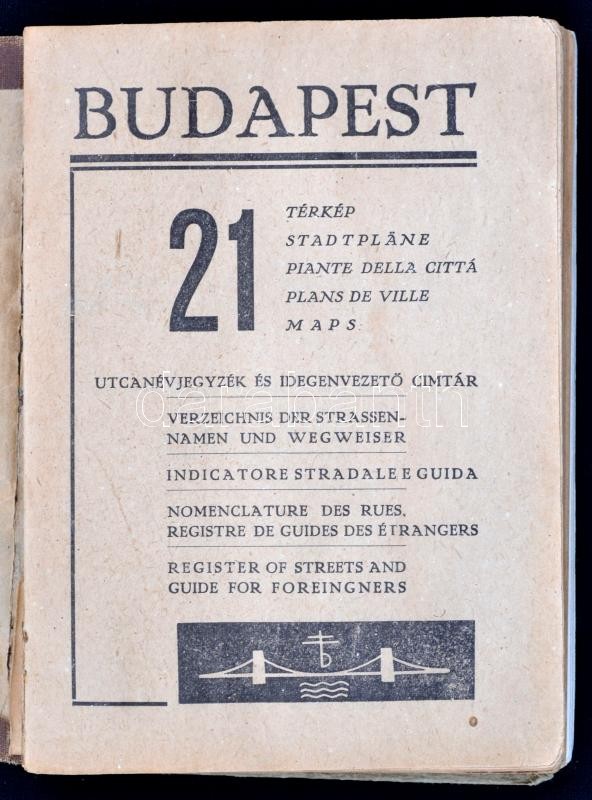 BUDAPEST
21
TÉRKÉP
STADTPLÄNE
PIANTE DELLA CITTÁ
PLANS DE VILLE
MAPS
UTCANÉVJEGYZÉK ÉS IDEGENVEZETŐ CIMTÁR
VERZEICHNIS DER STRASSEN-
NAMEN UND WEGWEISER
INDICATORE STRADALE E GUIDA
NOMENCLATURE DES RUES,
REGISTRE DE GUIDES DES ÉTRANGERS
REGISTER OF STREETS AND
GUIDE FOR FOREINGNERS
darabanth